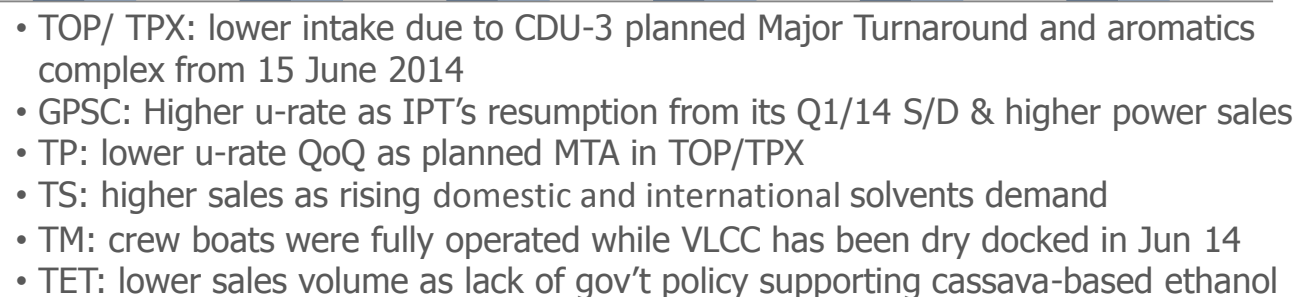 • TOP/ TPX: lower intake due to CDU-3 planned Major Turnaround and aromatics
complex from 15 June 2014
• GPSC: Higher u-rate as IPT’s resumption from its Q1/14 S/D & higher power sales
• TP: lower u-rate QoQ as planned MTA in TOP/TPX
• TS: higher sales as rising domestic and international solvents demand
• TM: crew boats were fully operated while VLCC has been dry docked in Jun 14
• TET: lower sales volume as lack of gov’t policy supporting cassava-based ethanol